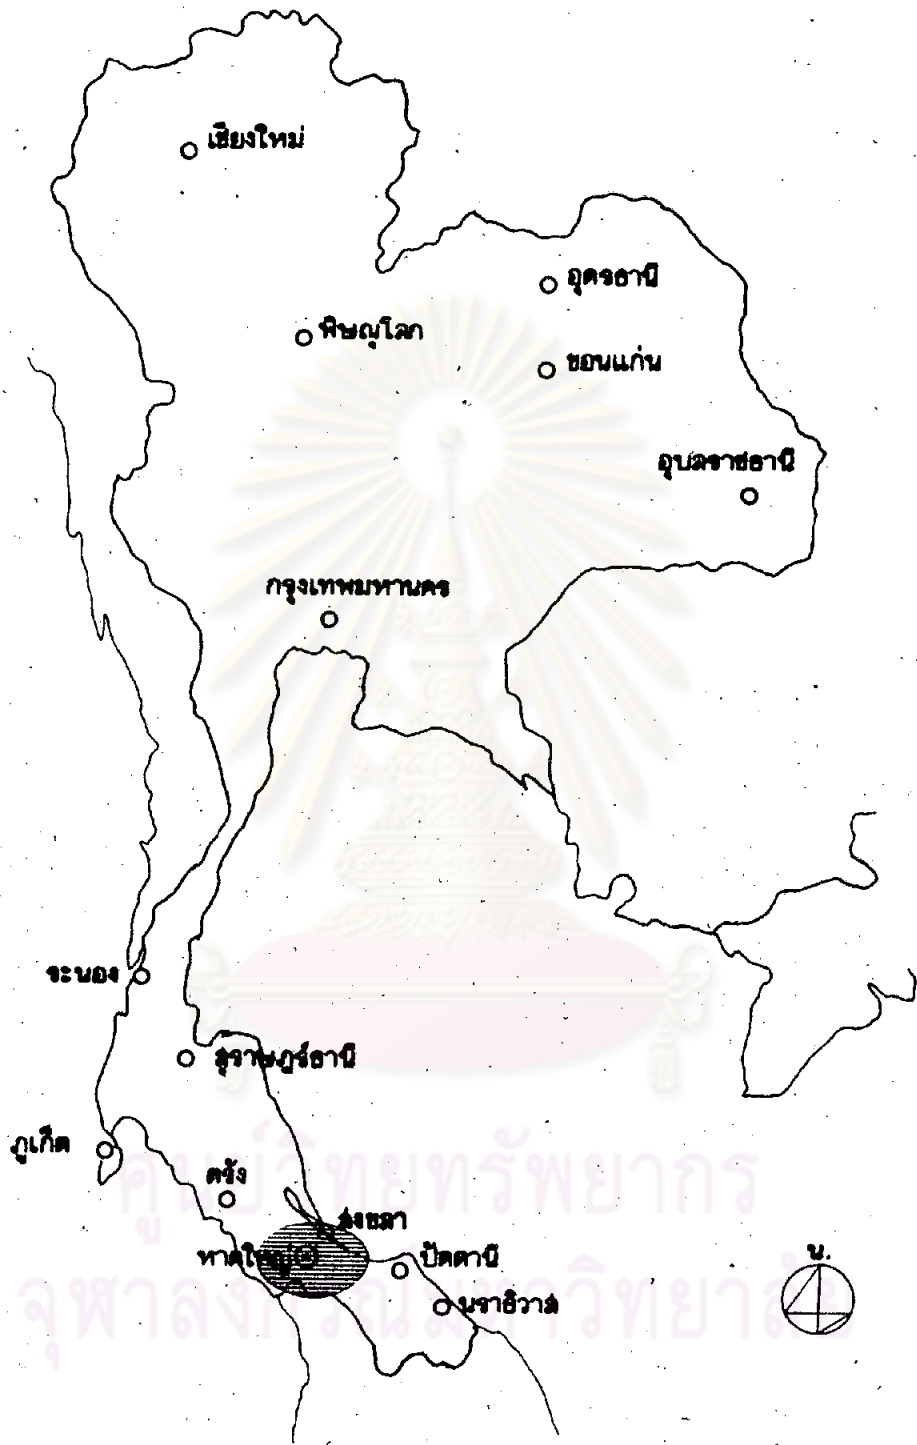 เชียงใหม่
อุดรธานี
พิษณุโลก
ขอนแก่น
อุบลราชธานี
กรุงเทพมหานคร
ระนอง
สุราษฎร์ธานี
ภูเก็ต
ตรัง
สงขลา
หาดใหญ่
ปัตตานี
นราธิวาส
น.
ศูนย์วิทยทรัพยากร
จุฬาลงกรณ์มหาวิทยาลัย